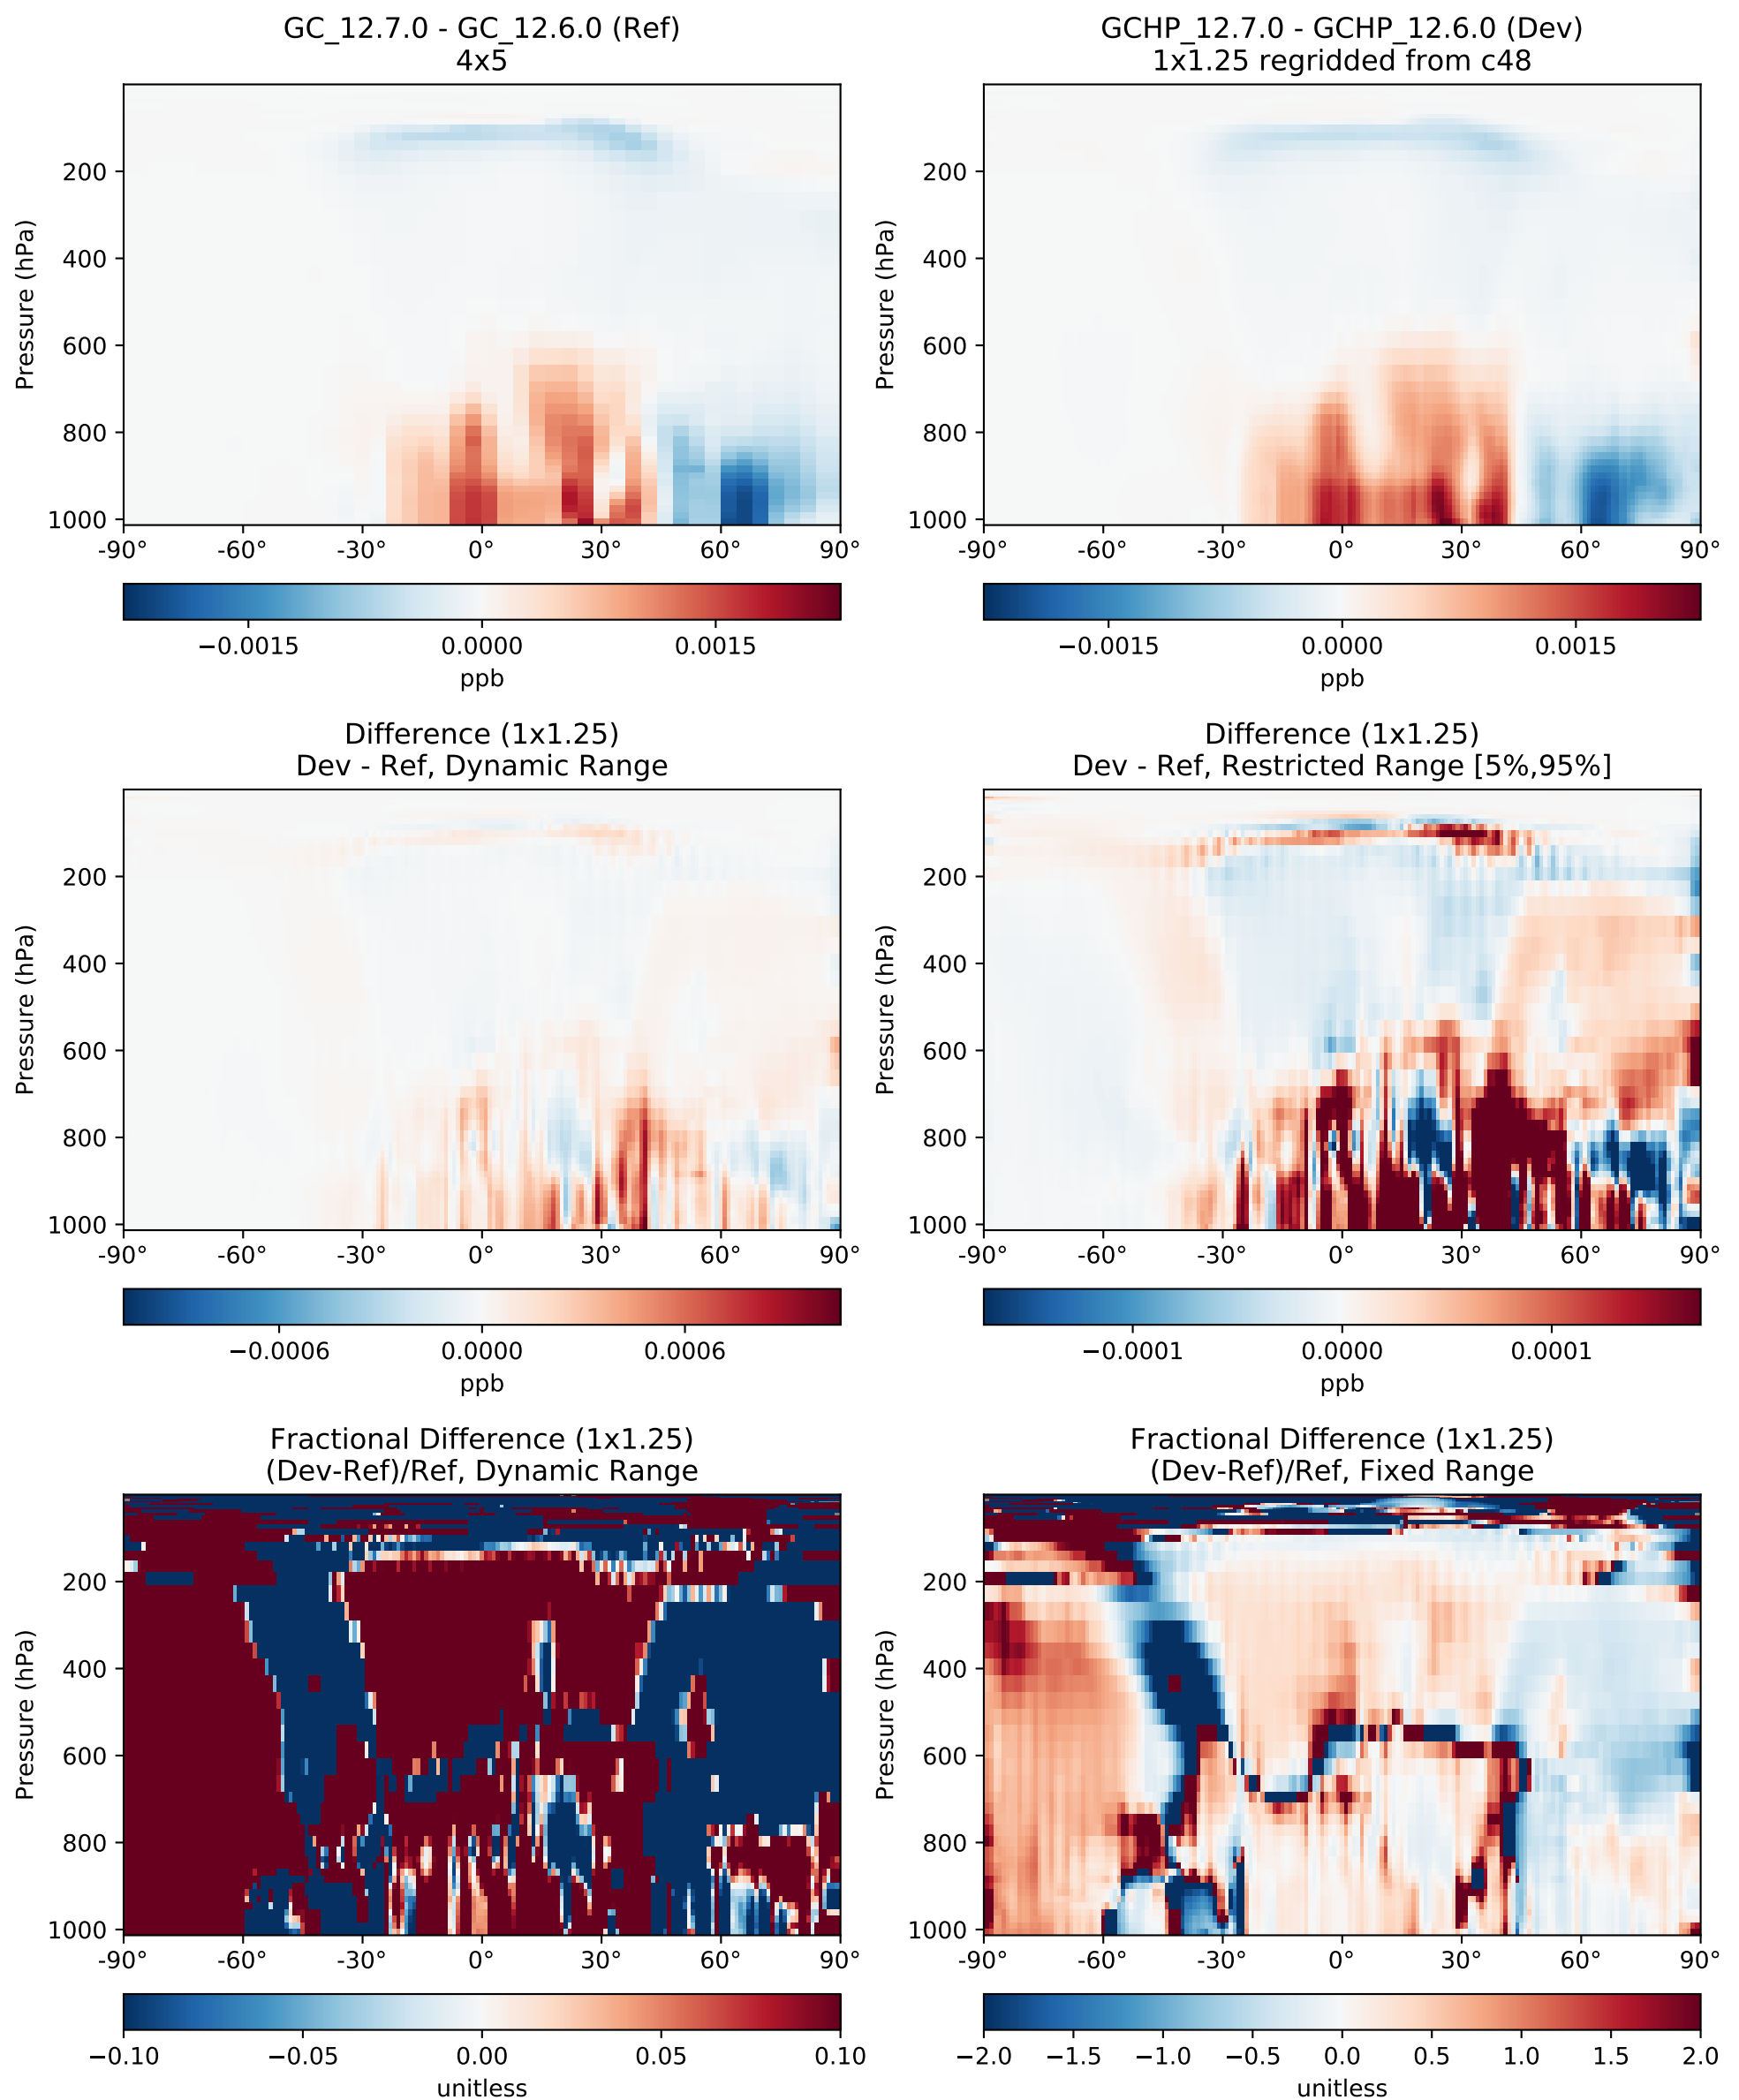 GC_12.7.0 - GC_12.6.0 (Ref)
4x5
Pressure (hPa)
200
400
600
800
1000
-90° -60° -30° 0° 30° 60° 90°
−0.0015 0.0000 0.0015
ppb
GCHP_12.7.0 - GCHP_12.6.0 (Dev)
1x1.25 regridded from c48
Pressure (hPa)
200
400
600
800
1000
-90° -60° -30° 0° 30° 60° 90°
−0.0015 0.0000 0.0015
ppb
Difference (1x1.25)
Dev - Ref, Dynamic Range
Pressure (hPa)
200
400
600
800
1000
-90° -60° -30° 0° 30° 60° 90°
−0.0006 0.0000 0.0006
ppb
Difference (1x1.25)
Dev - Ref, Restricted Range [5%,95%]
Pressure (hPa)
200
400
600
800
1000
-90° -60° -30° 0° 30° 60° 90°
−0.0001 0.0000 0.0001
ppb
Fractional Difference (1x1.25)
(Dev-Ref)/Ref, Dynamic Range
Pressure (hPa)
200
400
600
800
1000
-90° -60° -30° 0° 30° 60° 90°
−0.10 −0.05 0.00 0.05 0.10
unitless
Fractional Difference (1x1.25)
(Dev-Ref)/Ref, Fixed Range
Pressure (hPa)
200
400
600
800
1000
-90° -60° -30° 0° 30° 60° 90°
−2.0 −1.5 −1.0 −0.5 0.0 0.5 1.0 1.5 2.0
unitless